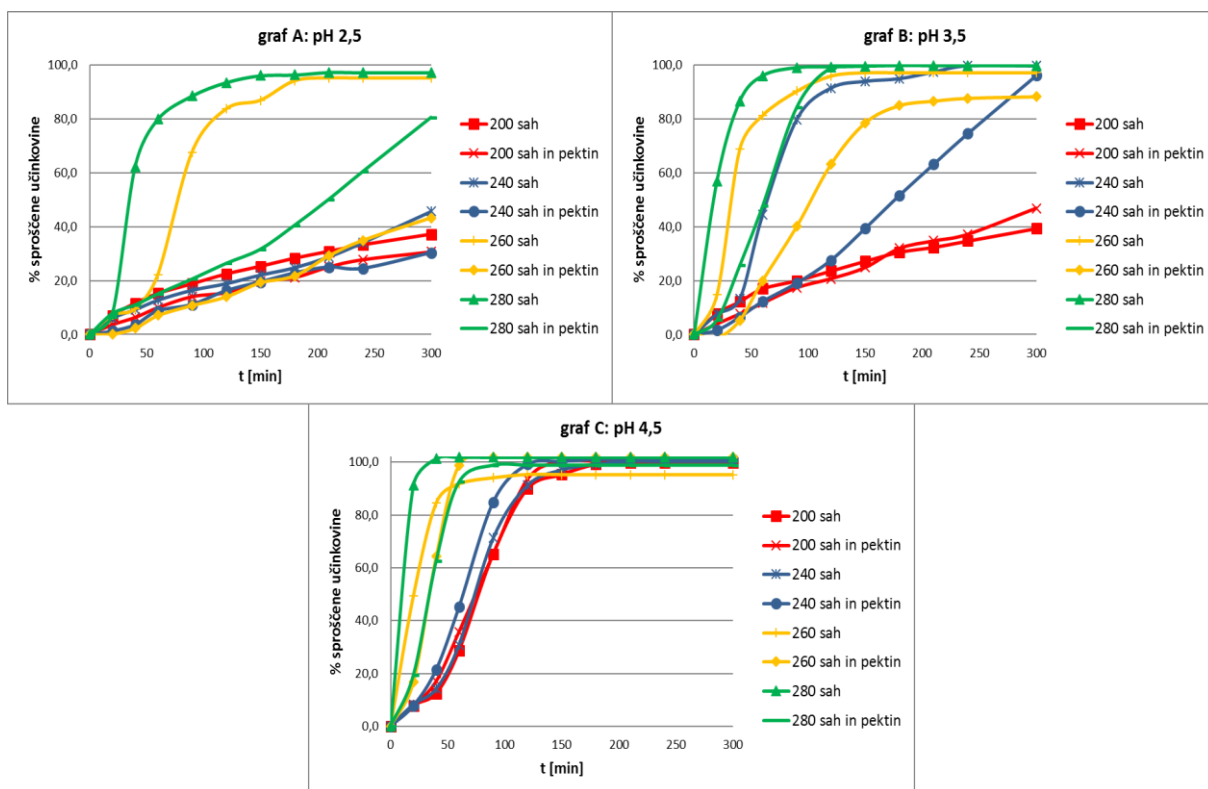 graf A: pH 2,5
% sproščene učinkovine
100,0
80,0
60,0
40,0
20,0
0,0
0 50 100 150 200 250 300
t [min]
200 sah
200 sah in pektin
240 sah
240 sah in pektin
260 sah
260 sah in pektin
280 sah
280 sah in pektin
graf B: pH 3,5
% sproščene učinkovine
100,0
80,0
60,0
40,0
20,0
0,0
0 50 100 150 200 250 300
t [min]
200 sah
200 sah in pektin
240 sah
240 sah in pektin
260 sah
260 sah in pektin
280 sah
280 sah in pektin
graf C: pH 4,5
% sproščene učinkovine
100,0
80,0
60,0
40,0
20,0
0,0
0 50 100 150 200 250 300
t [min]
200 sah
200 sah in pektin
240 sah
240 sah in pektin
260 sah
260 sah in pektin
280 sah
280 sah in pektin